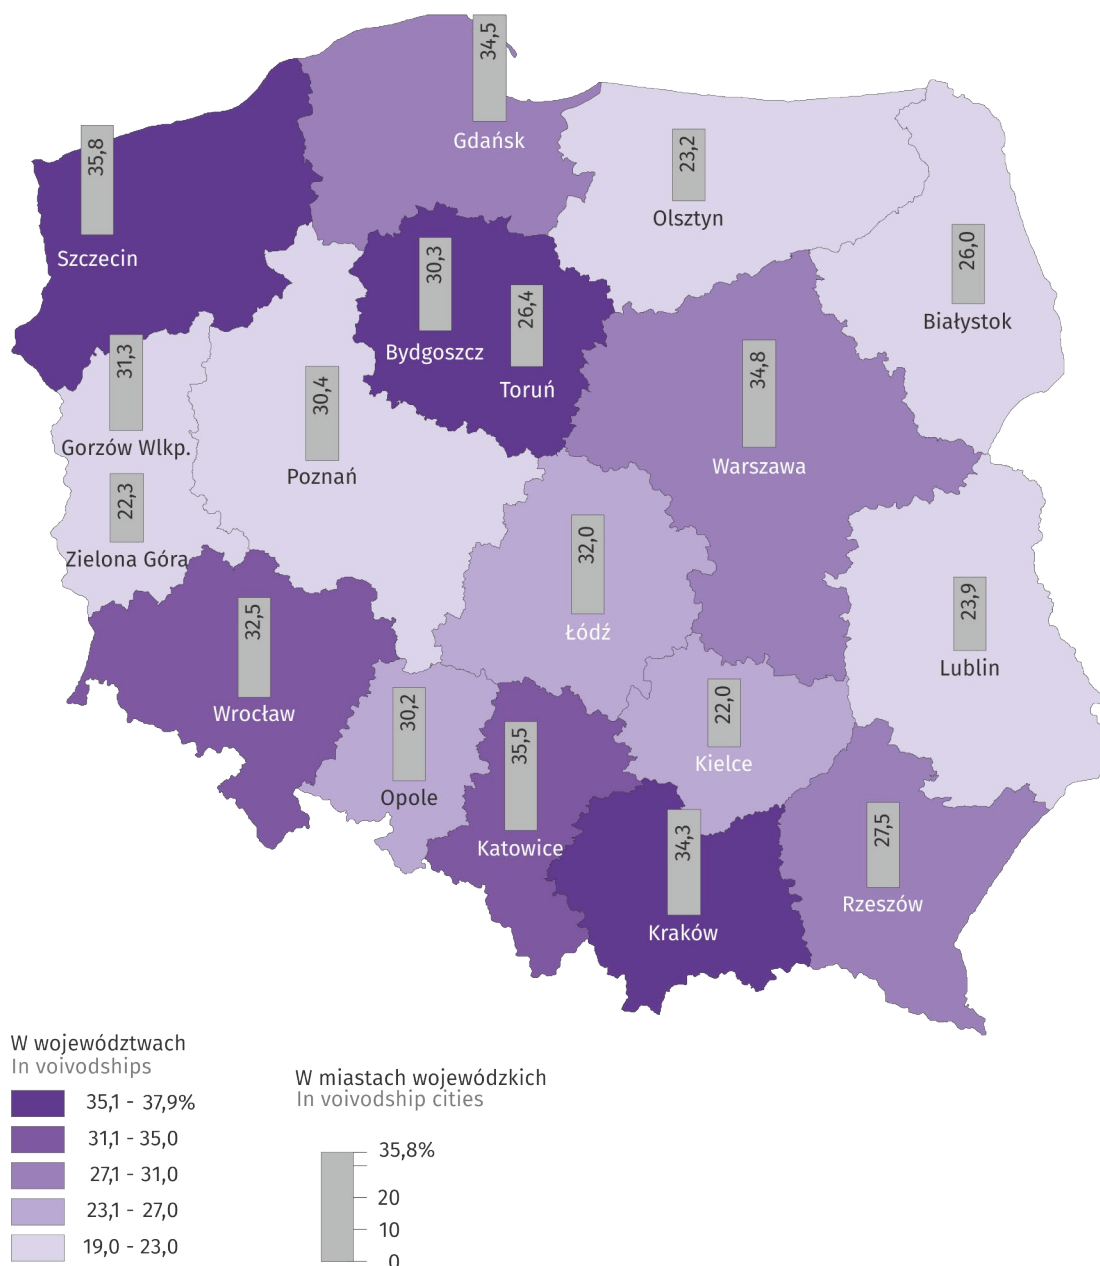 34,5
Gdańsk
35,8
Szczecin
23,2
Olsztyn
26,0
Białystok
30,3
Bydgoszcz
26,4
Toruń
31,3
Gorzów Wlkp.
30,4
Poznań
34,8
Warszawa
22,3
Zielona Góra
32,0
Łódź
23,9
Lublin
32,5
Wrocław
30,2
Opole
35,5
Katowice
22,0
Kielce
34,3
Kraków
27,5
Rzeszów
W województwach
In voivodships
35,1 - 37,9%
31,1 - 35,0
27,1 - 31,0
23,1 - 27,0
19,0 - 23,0
W miastach wojewódzkich
In voivodship cities
35,8%
20
10
0